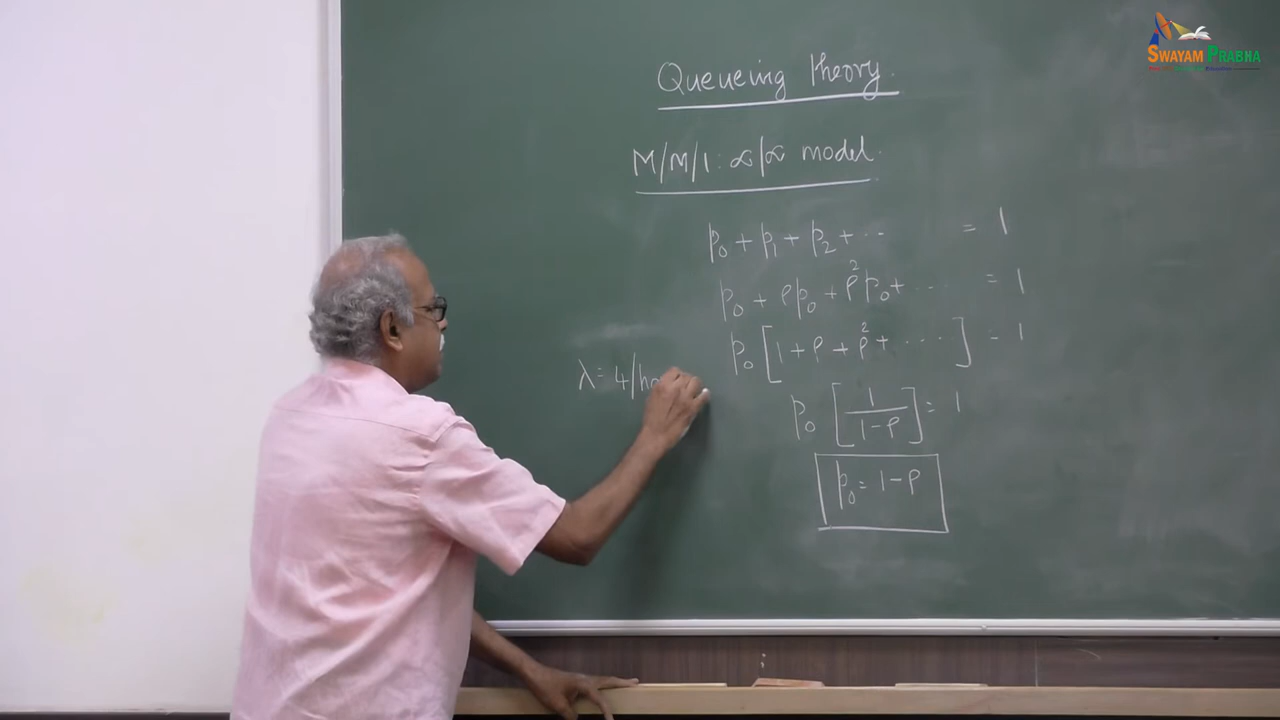 SWAYAM PRABHA
Queueing theory.
M/M/1: ∝/∝ model.
p₀ + p₁ + p₂ + ... = 1
p₀ + ρp₀ + ρ²p₀ + .... = 1
p₀ [1 + ρ + ρ² + ....] = 1
λ = 4/ho
p₀ [1/(1-ρ)] = 1
p₀ = 1-ρ